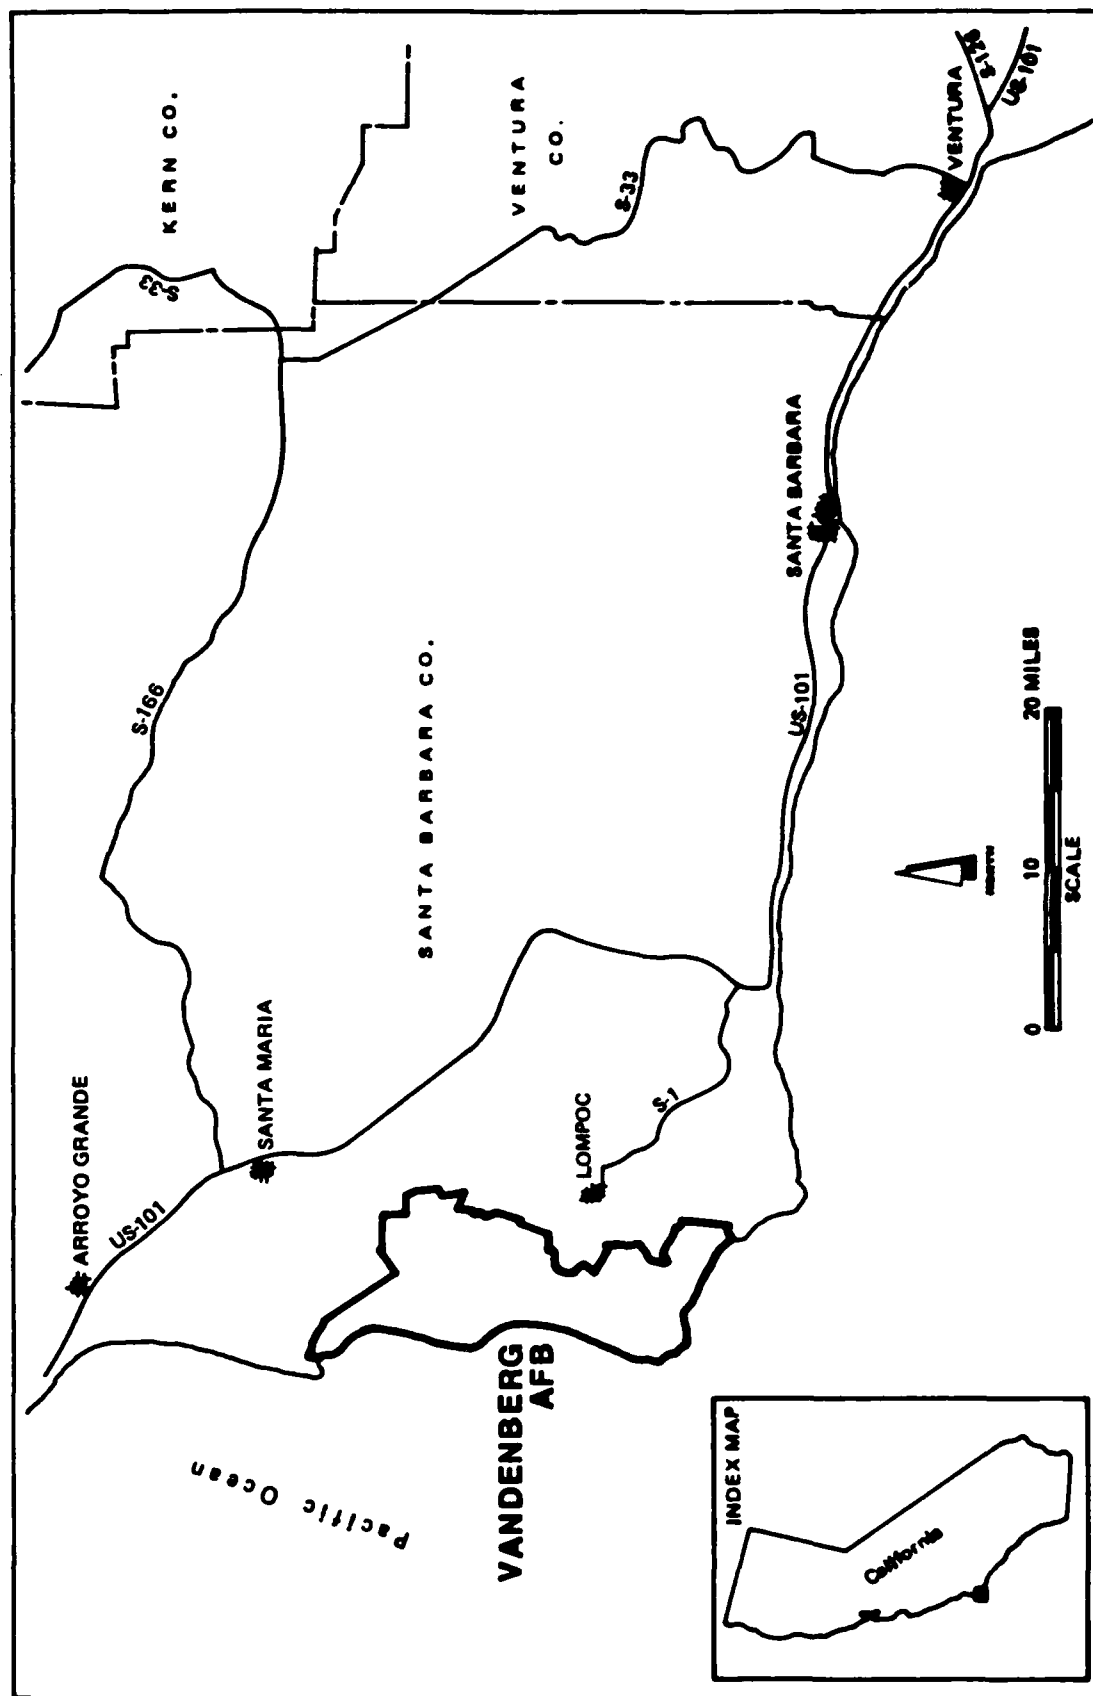 KERN CO.
S-33
VENTURA
CO.
S-33
VENTURA
US-101
SANTA BARBARA
S-166
SANTA BARBARA CO.
US-101
ARROYO GRANDE
US-101
SANTA MARIA
LOMPOC
S-1
VANDENBERG
AFB
Pacific Ocean
0 10 20 MILES
SCALE
INDEX MAP
California